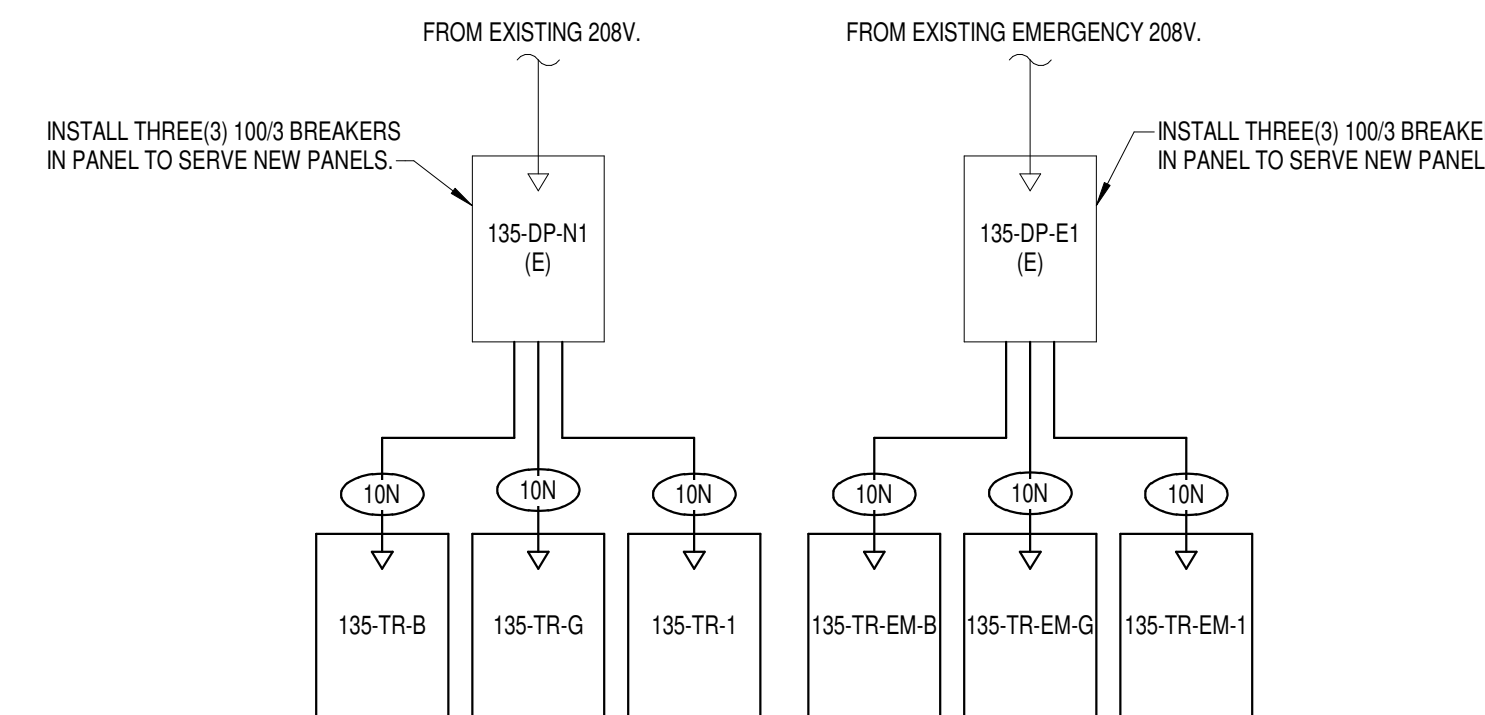 FROM EXISTING 208V.
FROM EXISTING EMERGENCY 208V.
INSTALL THREE(3) 100/3 BREAKERS
IN PANEL TO SERVE NEW PANELS.
INSTALL THREE(3) 100/3
IN PANEL TO SERVE NEW
135-DP-N1
(E)
135-DP-E1
(E)
10N
10N
10N
10N
10N
10N
135-TR-B
135-TR-G
135-TR-1
135-TR-EM-B
135-TR-EM-G
135-TR-EM-1